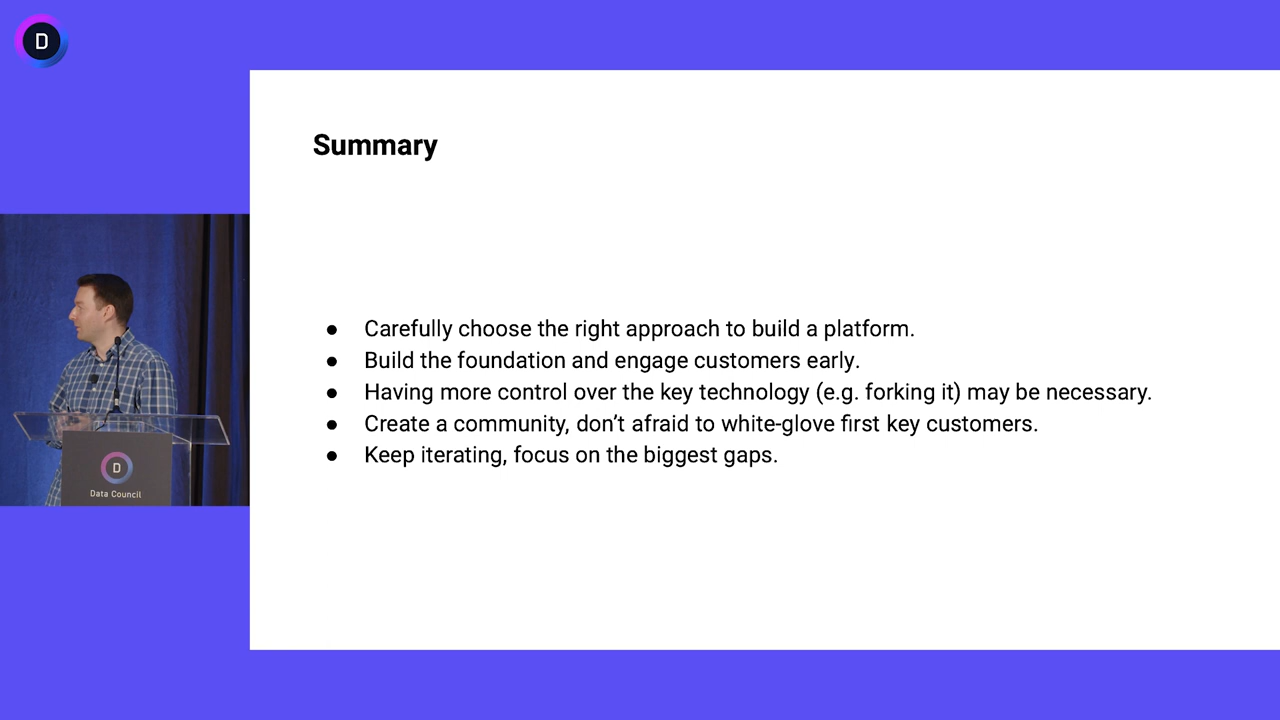 D
Summary
● Carefully choose the right approach to build a platform.
● Build the foundation and engage customers early.
● Having more control over the key technology (e.g. forking it) may be necessary.
● Create a community, don’t afraid to white-glove first key customers.
● Keep iterating, focus on the biggest gaps.
D
Data Council